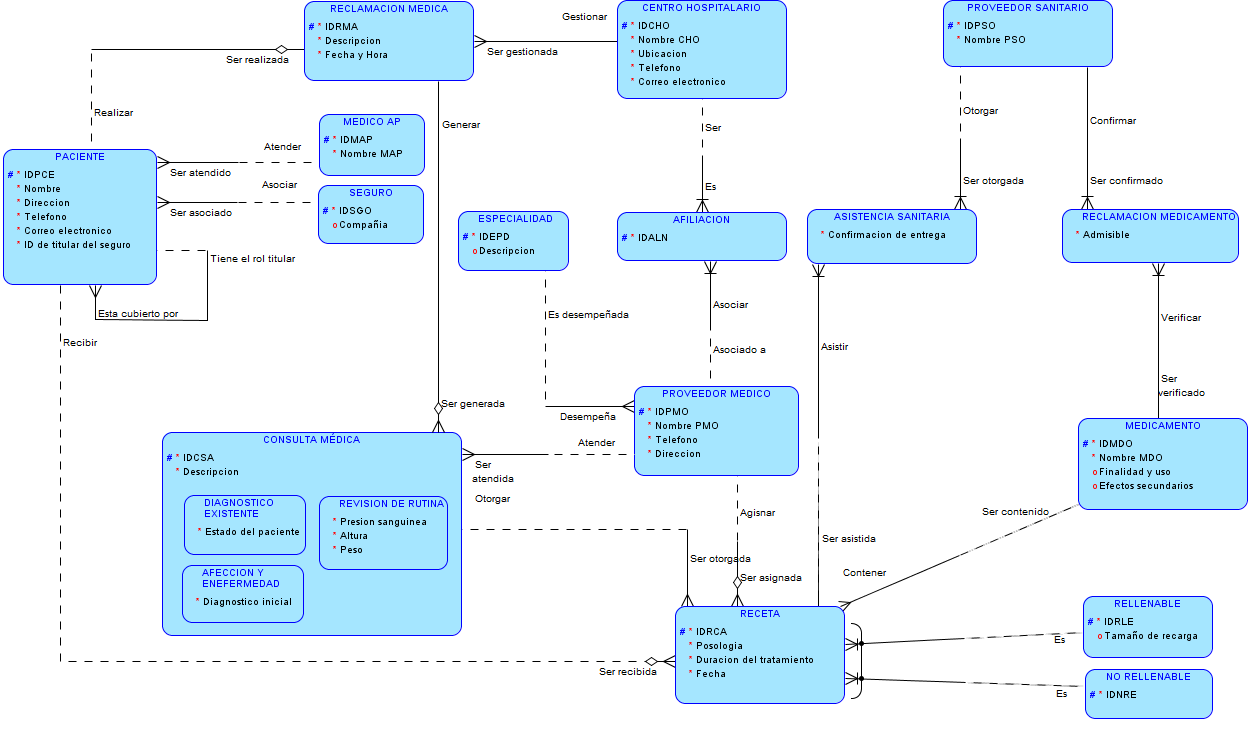 RECLAMACION MEDICA
# * IDRMA
* Descripcion
* Fecha y Hora
Gestionar
Ser gestionada
CENTRO HOSPITALARIO
# * IDCHO
* Nombre CHO
* Ubicacion
* Telefono
* Correo electronico
PROVEEDOR SANITARIO
# * IDPSO
* Nombre PSO
Ser realizada
Realizar
Generar
Ser
Es
Otorgar
Confirmar
MEDICO AP
# * IDMAP
* Nombre MAP
Atender
Ser atendido
PACIENTE
# * IDPCE
* Nombre
* Direccion
* Telefono
* Correo electronico
* ID de titular del seguro
Asociar
Ser asociado
SEGURO
# * IDSGO
o Compañia
Ser otorgada
Ser confirmado
ESPECIALIDAD
# * IDEPD
o Descripcion
AFILIACION
# * IDALN
ASISTENCIA SANITARIA
* Confirmacion de entrega
RECLAMACION MEDICAMENTO
* Admisible
Tiene el rol titular
Esta cubierto por
Recibir
Es desempeñada
Asociar
Asociado a
Asistir
Verificar
Ser
verificado
Ser generada
Desempeña
PROVEEDOR MEDICO
# * IDPMO
* Nombre PMO
* Telefono
* Direccion
Atender
Ser
atendida
CONSULTA MÉDICA
# * IDCSA
* Descripcion
DIAGNOSTICO
EXISTENTE
* Estado del paciente
REVISION DE RUTINA
* Presion sanguinea
* Altura
* Peso
AFECCION Y
ENEFERMEDAD
* Diagnostico inicial
MEDICAMENTO
# * IDMDO
* Nombre MDO
o Finalidad y uso
o Efectos secundarios
Otorgar
Agisnar
Ser contenido
Ser asistida
Ser otorgada
Ser asignada
Contener
RECETA
# * IDRCA
* Posologia
* Duracion del tratamiento
* Fecha
Ser recibida
RELLENABLE
# * IDRLE
o Tamaño de recarga
Es
NO RELLENABLE
# * IDNRE
Es